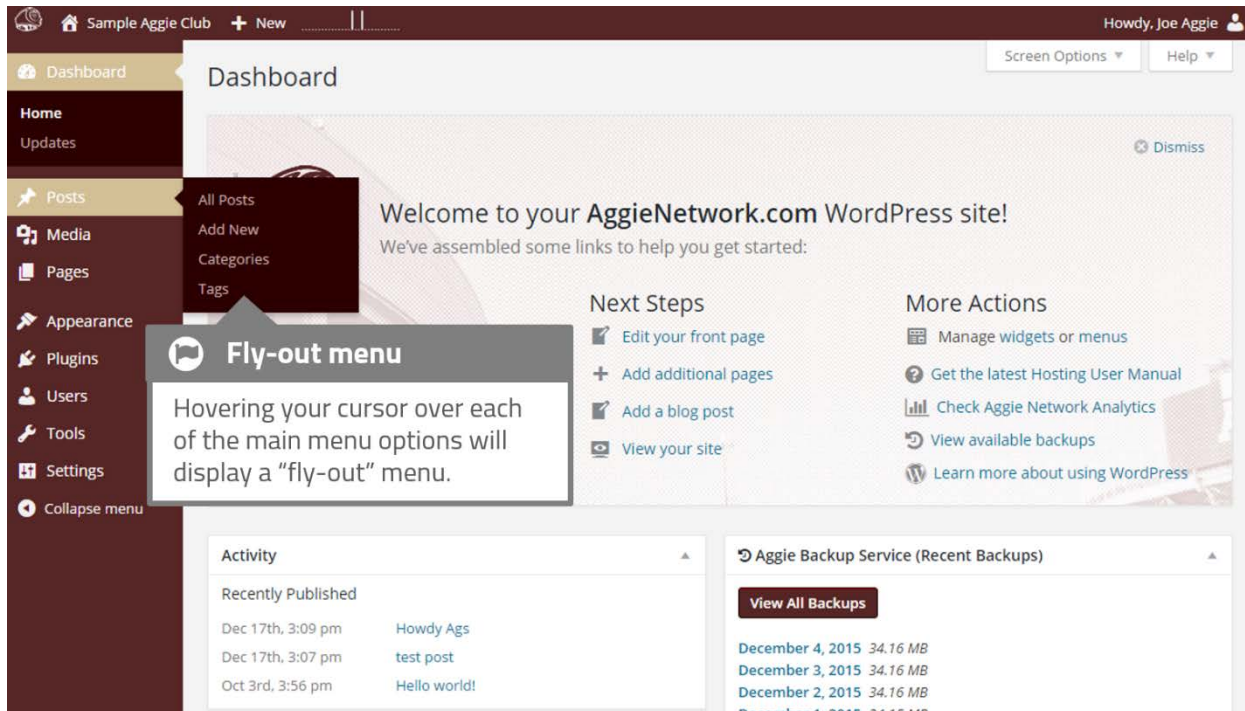 Sample Aggie Club
New
Howdy, Joe Aggie
Screen Options
Help
Dashboard
Home
Updates
Posts
Media
Pages
Appearance
Plugins
Users
Tools
Settings
Collapse menu
All Posts
Add New
Categories
Tags
Fly-out menu
Hovering your cursor over each
of the main menu options will
display a “fly-out” menu.
Dashboard
Dismiss
Welcome to your AggieNetwork.com WordPress site!
We've assembled some links to help you get started:
Next Steps
Edit your front page
Add additional pages
Add a blog post
View your site
More Actions
Manage widgets or menus
Get the latest Hosting User Manual
Check Aggie Network Analytics
View available backups
Learn more about using WordPress
Activity
Recently Published
Dec 17th, 3:09 pm Howdy Ags
Dec 17th, 3:07 pm test post
Oct 3rd, 3:56 pm Hello world!
Aggie Backup Service (Recent Backups)
View All Backups
December 4, 2015 34.16 MB
December 3, 2015 34.16 MB
December 2, 2015 34.16 MB